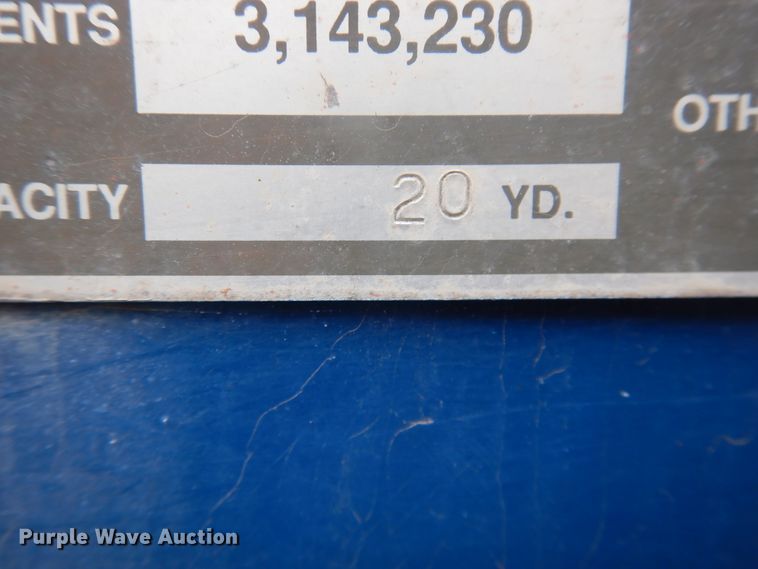 ENTS 3,143,230
OTH
ACITY 20 YD.
Purple Wave Auction